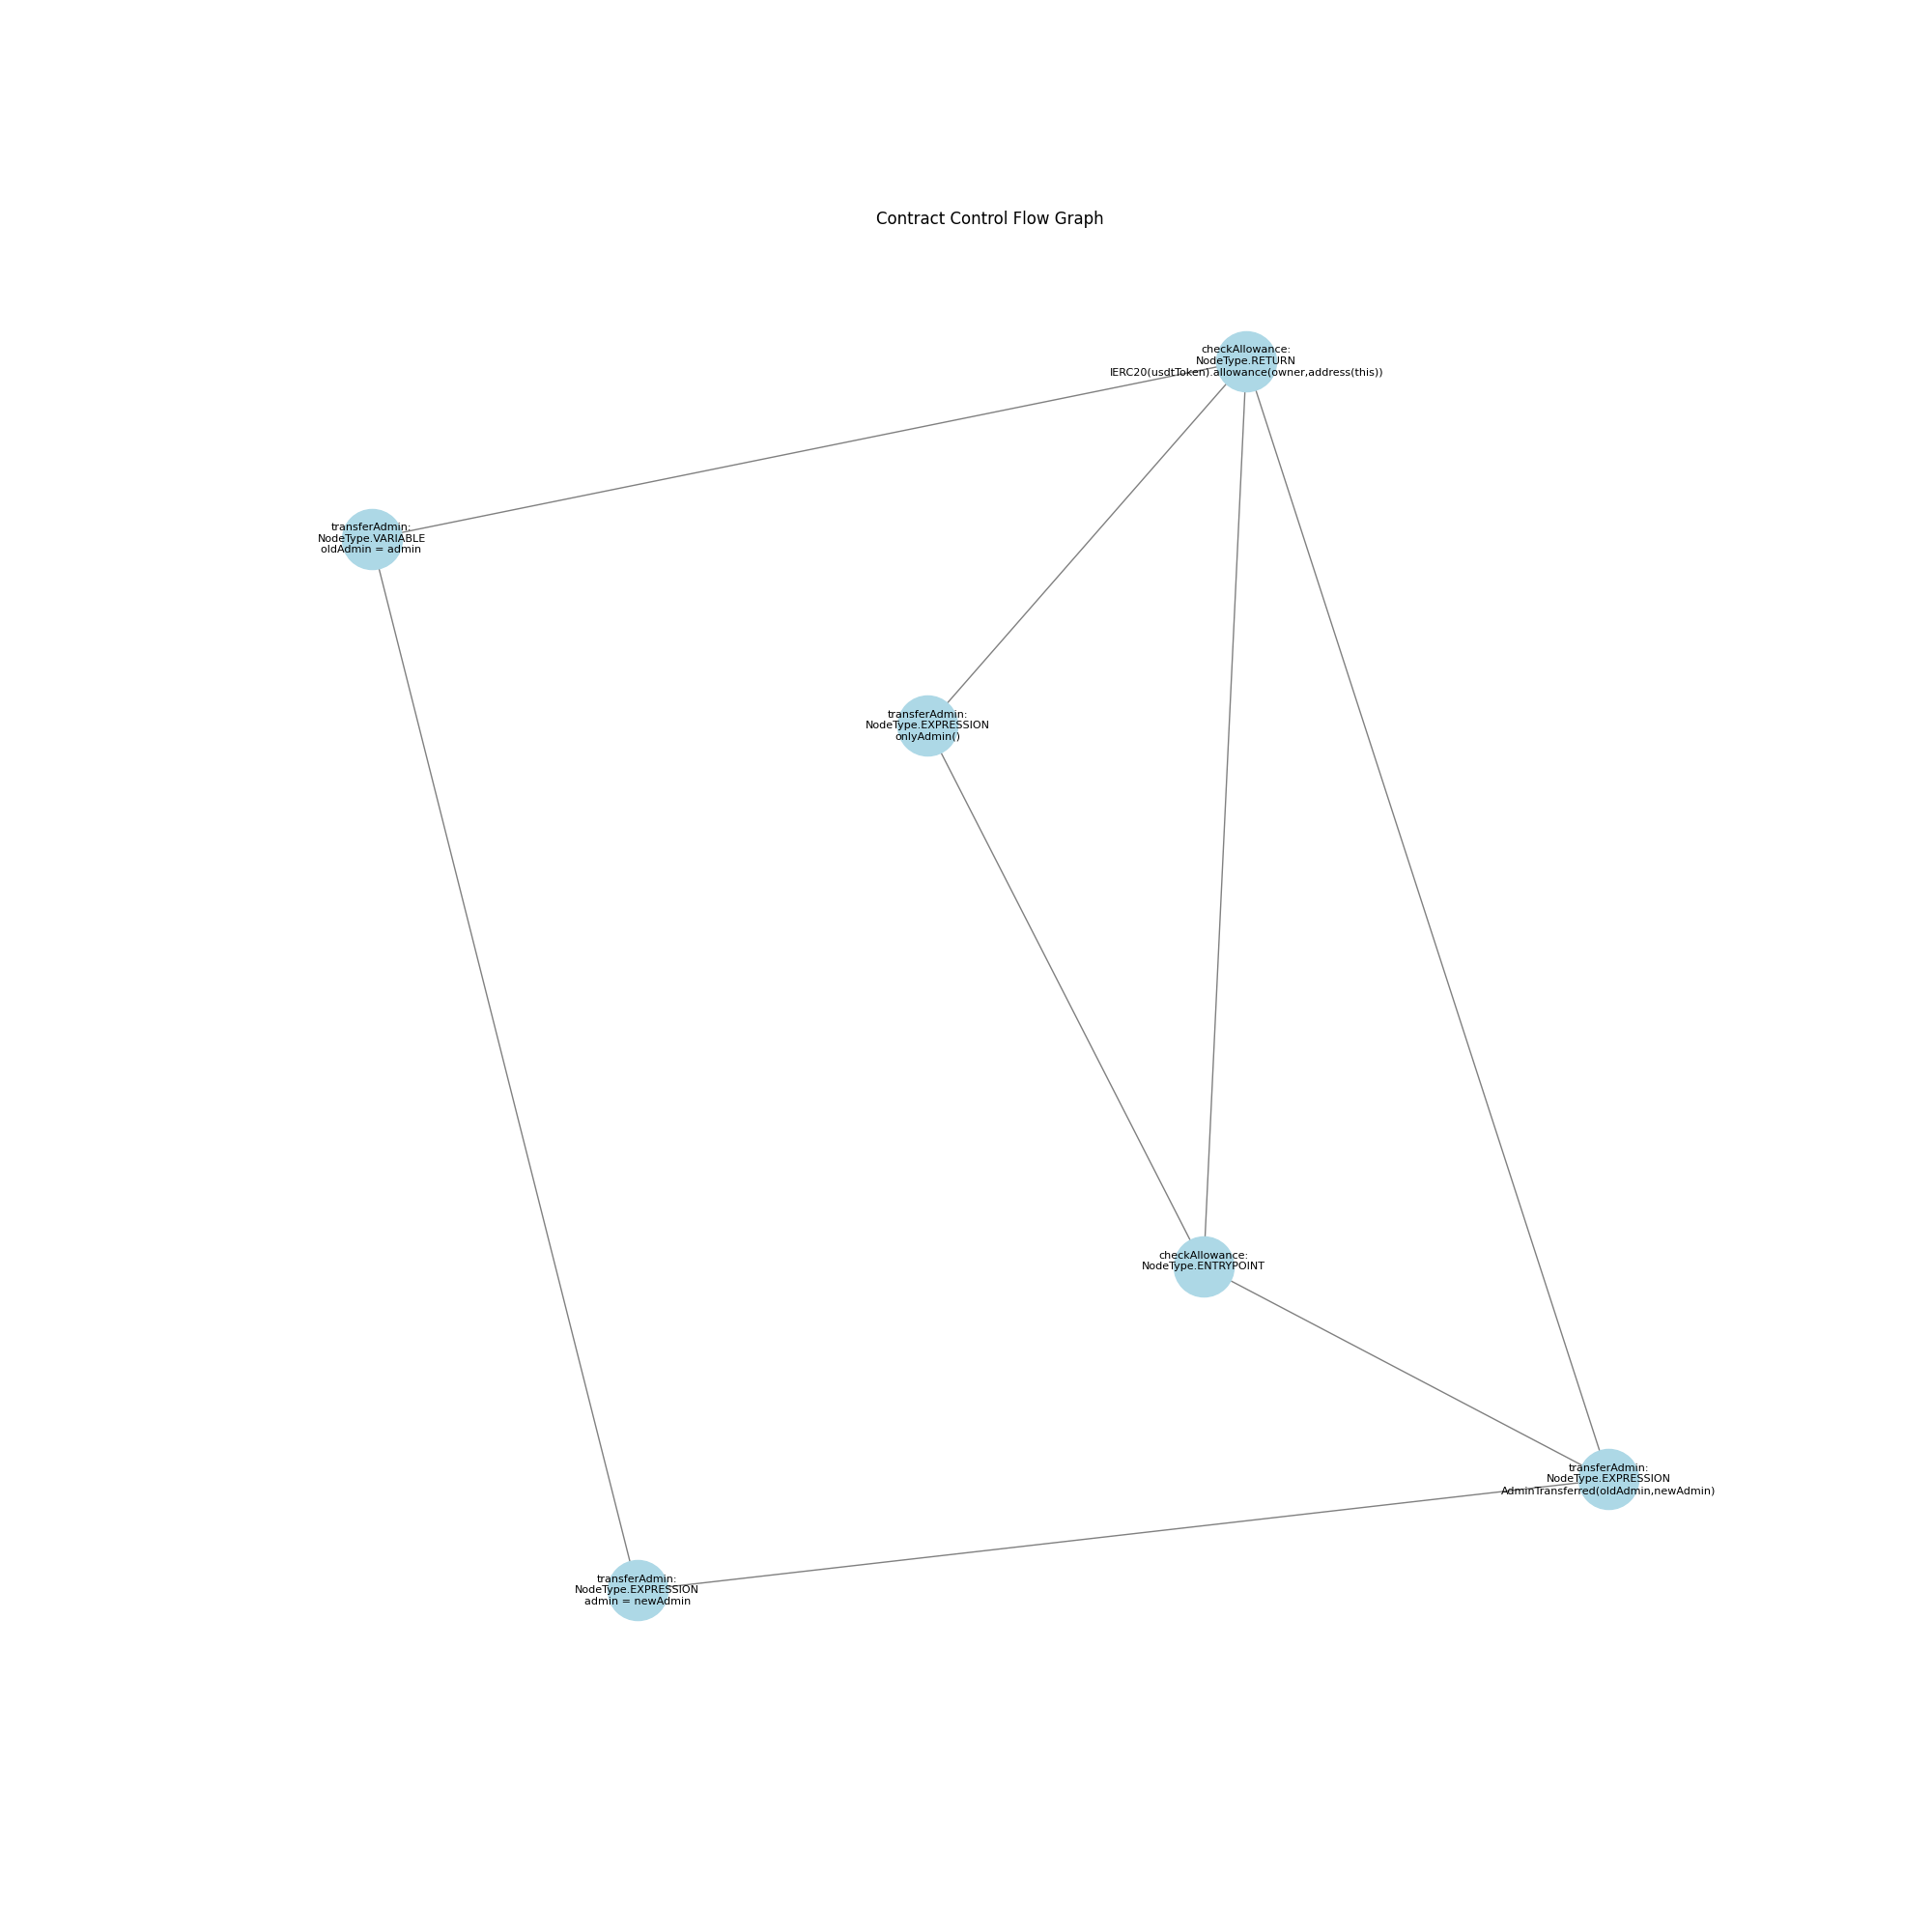 Contract Control Flow Graph
checkAllowance:
NodeType.RETURN
IERC20(usdtToken).allowance(owner,address(this))
transferAdmin:
NodeType.VARIABLE
oldAdmin = admin
transferAdmin:
NodeType.EXPRESSION
onlyAdmin()
checkAllowance:
NodeType.ENTRYPOINT
transferAdmin:
NodeType.EXPRESSION
AdminTransferred(oldAdmin,newAdmin)
transferAdmin:
NodeType.EXPRESSION
admin = newAdmin